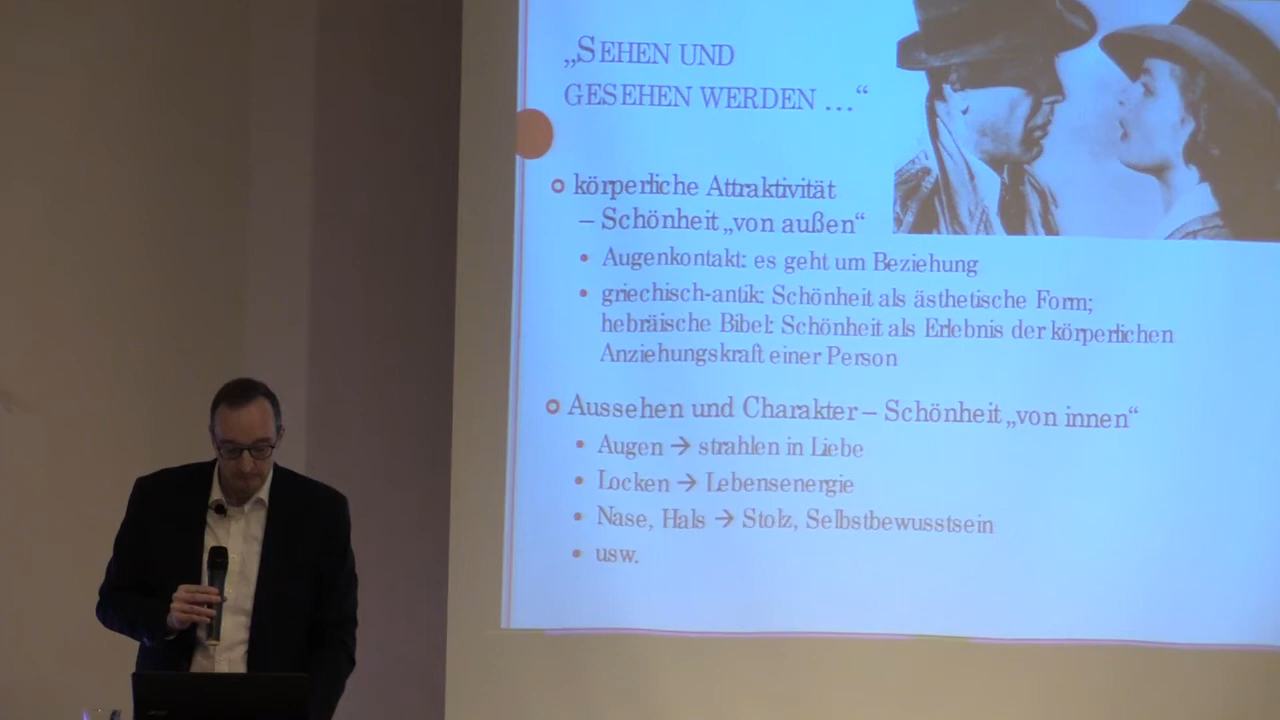 „SEHEN UND
GESEHEN WERDEN ...“
körperliche Attraktivität
– Schönheit „von außen“
• Augenkontakt: es geht um Beziehung
• griechisch-antik: Schönheit als ästhetische Form;
hebräische Bibel: Schönheit als Erlebnis der körperlichen
Anziehungskraft einer Person
Aussehen und Charakter – Schönheit „von innen“
• Augen → strahlen in Liebe
• Locken → Lebensenergie
• Nase, Hals → Stolz, Selbstbewusstsein
• usw.